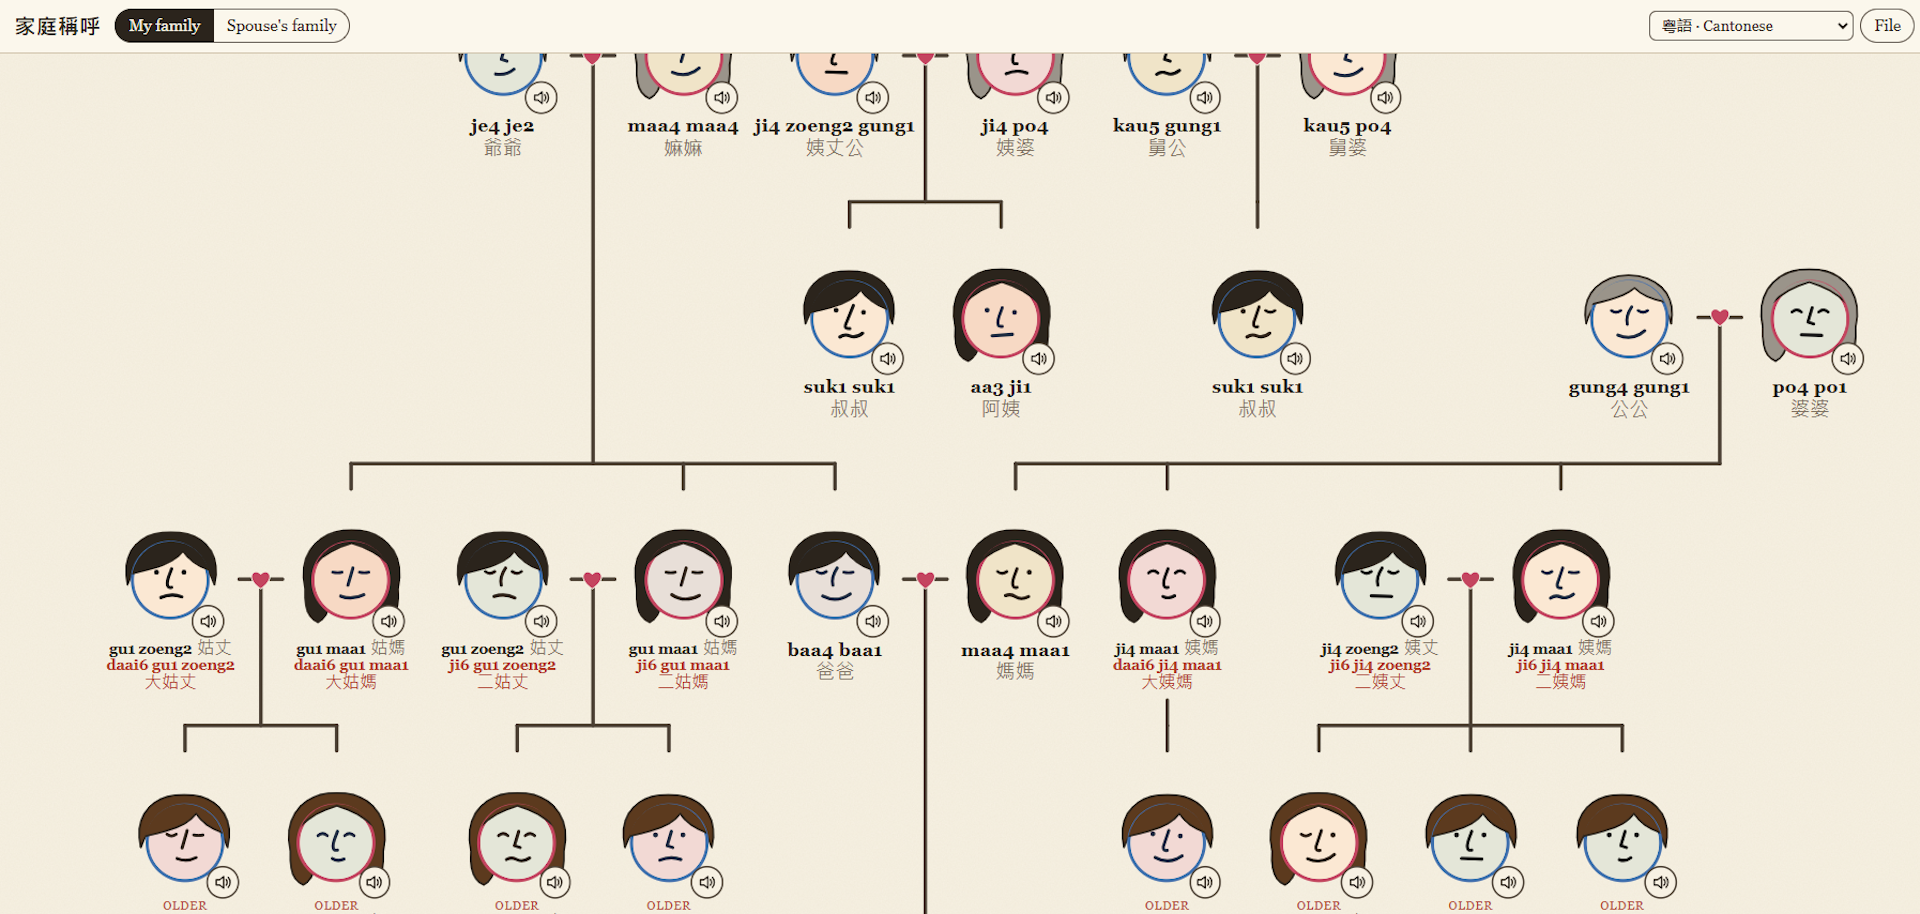 家庭稱呼 My family Spouse's family 粵語 · Cantonese File
je4 je2 maa4 maa4 ji4 zoeng2 gung1 ji4 po4 kau5 gung1 kau5 po4
爺爺 嫲嫲 姨丈公 姨婆 舅公 舅婆
suk1 suk1 aa3 ji1 suk1 suk1 gung4 gung1 po4 po1
叔叔 阿姨 叔叔 公公 婆婆
gu1 zoeng2 姑丈 gu1 maa1 姑媽 gu1 zoeng2 姑丈 gu1 maa1 姑媽 baa4 baa1 maa4 maa1 ji4 maa1 姨媽 ji4 zoeng2 姨丈 ji4 maa1 姨媽
daai6 gu1 zoeng2 daai6 gu1 maa1 ji6 gu1 zoeng2 ji6 gu1 maa1 爸爸 媽媽 daai6 ji4 maa1 ji6 ji4 zoeng2 ji6 ji4 maa1
大姑丈 大姑媽 二姑丈 二姑媽 大姨媽 二姨丈 二姨媽
OLDER OLDER OLDER OLDER OLDER OLDER OLDER OLDER